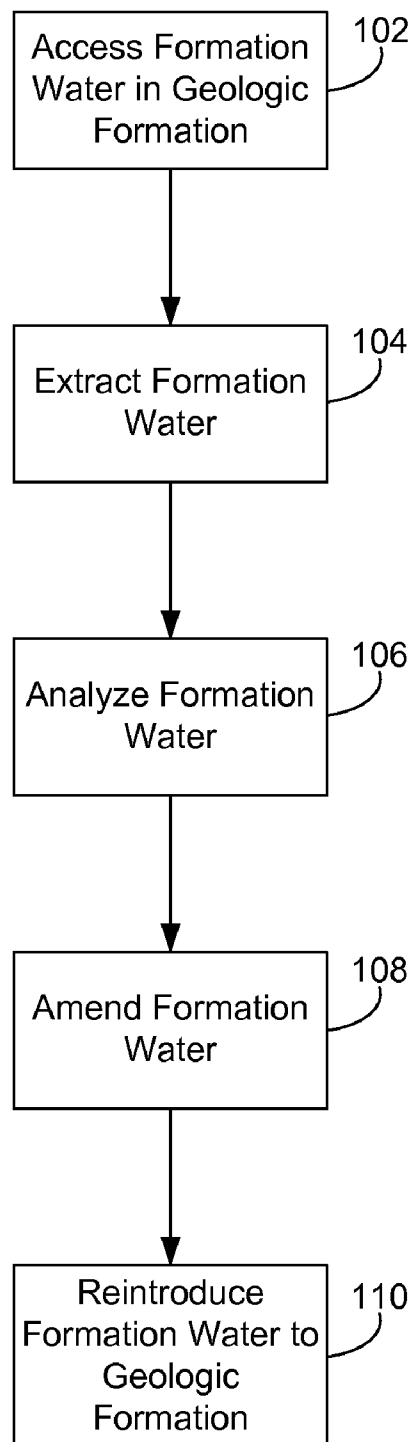 102
Access Formation
Water in Geologic
Formation
104
Extract Formation
Water
106
Analyze Formation
Water
108
Amend Formation
Water
110
Reintroduce
Formation Water to
Geologic
Formation